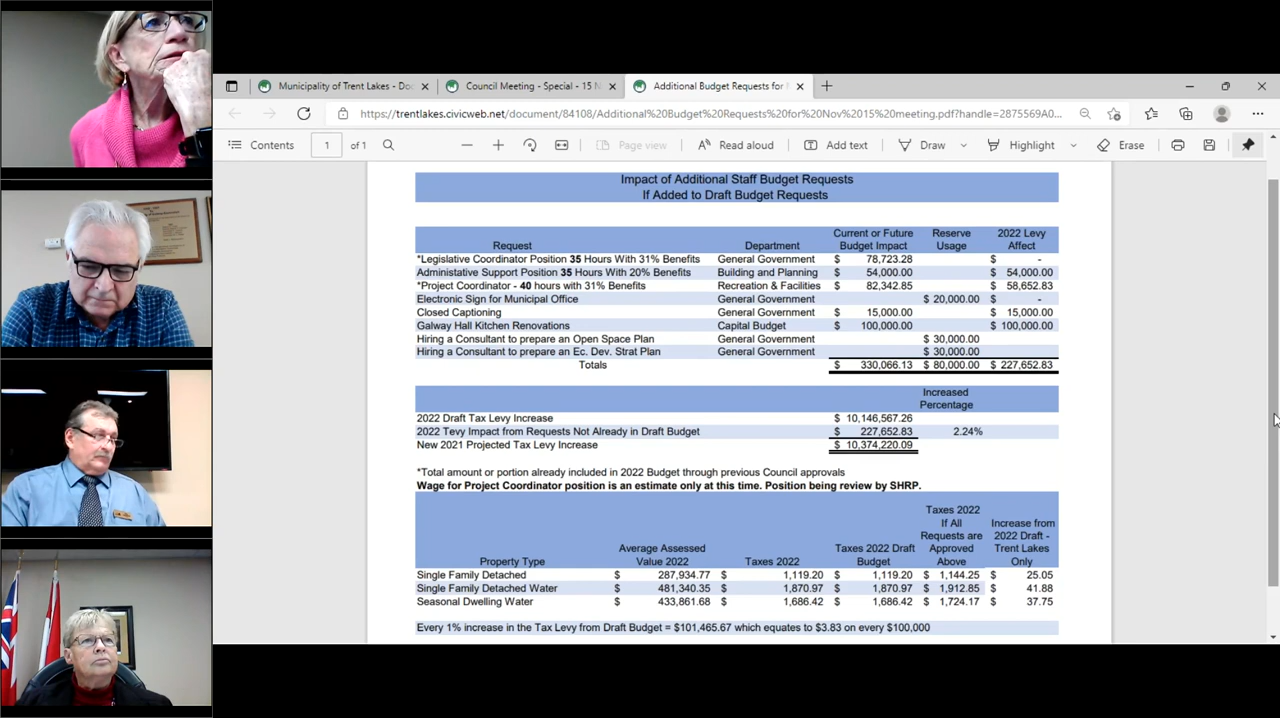 Municipality of Trent Lakes - Doc
Council Meeting - Special - 15 N
Additional Budget Requests for N
https://trentlakes.civicweb.net/document/84108/Additional%20Budget%20Requests%20for%20Nov%2015%20meeting.pdf?handle=2875569A0...
Contents 1 of 1 Page view Read aloud Add text Draw Highlight Erase
Impact of Additional Staff Budget Requests
If Added to Draft Budget Requests
Request Department Current or Future Budget Impact Reserve Usage 2022 Levy Affect
*Legislative Coordinator Position 35 Hours With 31% Benefits General Government $ 78,723.28 $ -
Administative Support Position 35 Hours With 20% Benefits Building and Planning $ 54,000.00 $ 54,000.00
*Project Coordinator - 40 hours with 31% Benefits Recreation & Facilities $ 82,342.85 $ 58,652.83
Electronic Sign for Municipal Office General Government $ 20,000.00 $ -
Closed Captioning General Government $ 15,000.00 $ 15,000.00
Galway Hall Kitchen Renovations Capital Budget $ 100,000.00 $ 100,000.00
Hiring a Consultant to prepare an Open Space Plan General Government $ 30,000.00
Hiring a Consultant to prepare an Ec. Dev. Strat Plan General Government $ 30,000.00
Totals $ 330,066.13 $ 80,000.00 $ 227,652.83
Increased Percentage
2022 Draft Tax Levy Increase $ 10,146,567.26
2022 Tevy Impact from Requests Not Already in Draft Budget $ 227,652.83 2.24%
New 2021 Projected Tax Levy Increase $ 10,374,220.09
*Total amount or portion already included in 2022 Budget through previous Council approvals
Wage for Project Coordinator position is an estimate only at this time. Position being review by SHRP.
Property Type Average Assessed Value 2022 Taxes 2022 Taxes 2022 Draft Budget Taxes 2022 If All Requests are Approved Above Increase from 2022 Draft - Trent Lakes Only
Single Family Detached $ 287,934.77 $ 1,119.20 $ 1,119.20 $ 1,144.25 $ 25.05
Single Family Detached Water $ 481,340.35 $ 1,870.97 $ 1,870.97 $ 1,912.85 $ 41.88
Seasonal Dwelling Water $ 433,861.68 $ 1,686.42 $ 1,686.42 $ 1,724.17 $ 37.75
Every 1% increase in the Tax Levy from Draft Budget = $101,465.67 which equates to $3.83 on every $100,000